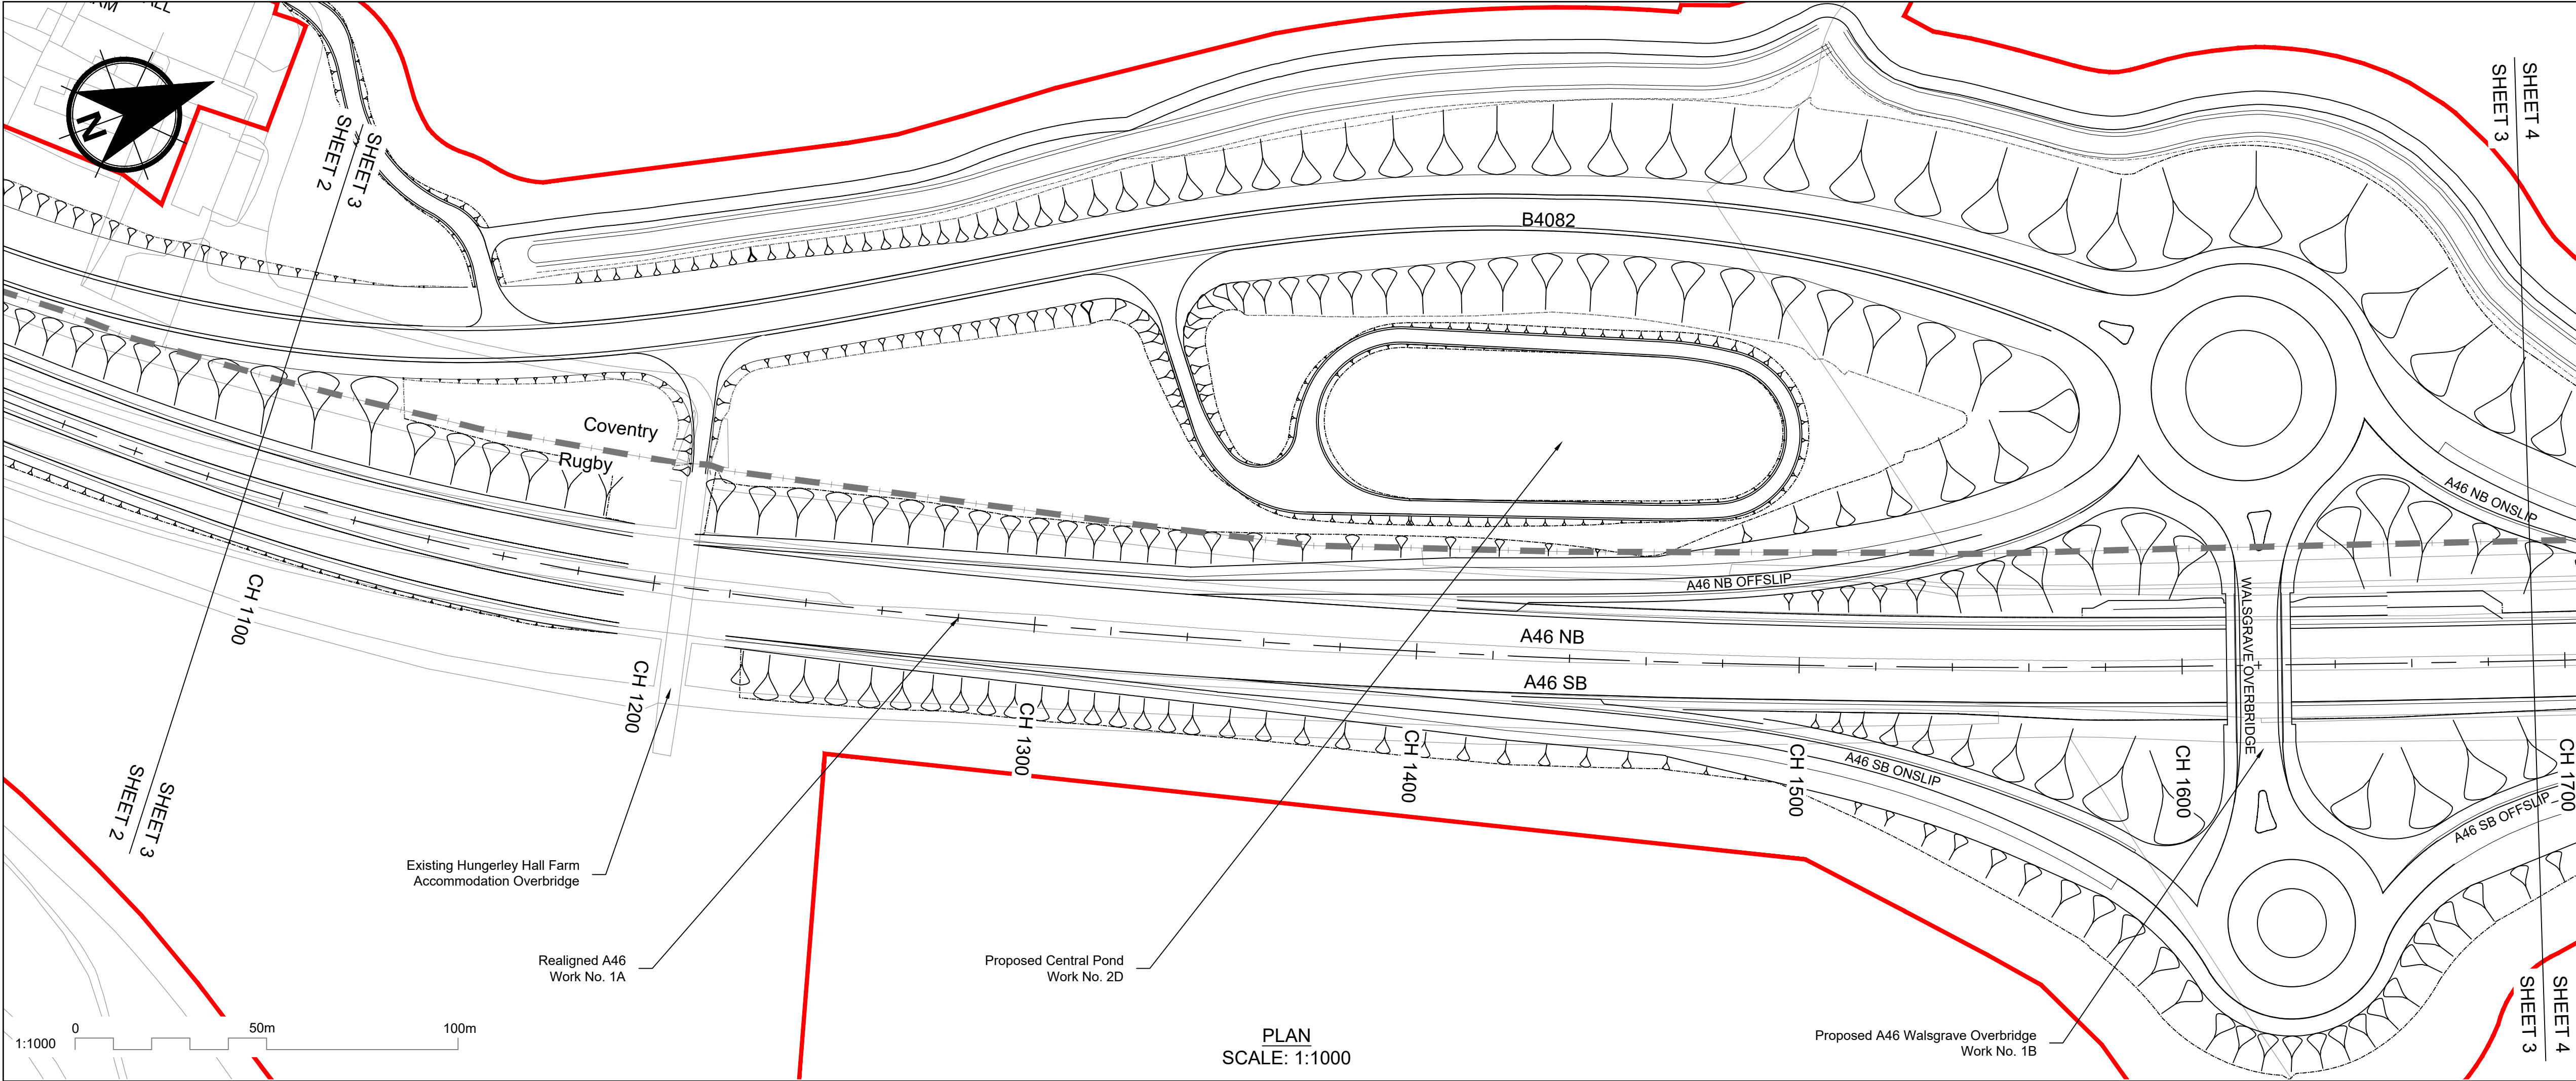 ALL
N
SHEET 2
SHEET 3
SHEET 3
SHEET 4
B4082
Coventry
Rugby
A46 NB ONSLIP
A46 NB OFFSLIP
WALSGRAVE OVERBRIDGE
A46 NB
A46 SB
CH 1100
CH 1200
CH 1300
CH 1400
CH 1500
CH 1600
CH 1700
A46 SB ONSLIP
A46 SB OFFSLIP
SHEET 2
SHEET 3
Existing Hungerley Hall Farm
Accommodation Overbridge
Realigned A46
Work No. 1A
Proposed Central Pond
Work No. 2D
Proposed A46 Walsgrave Overbridge
Work No. 1B
SHEET 3
SHEET 4
1:1000
0
50m
100m
PLAN
SCALE: 1:1000